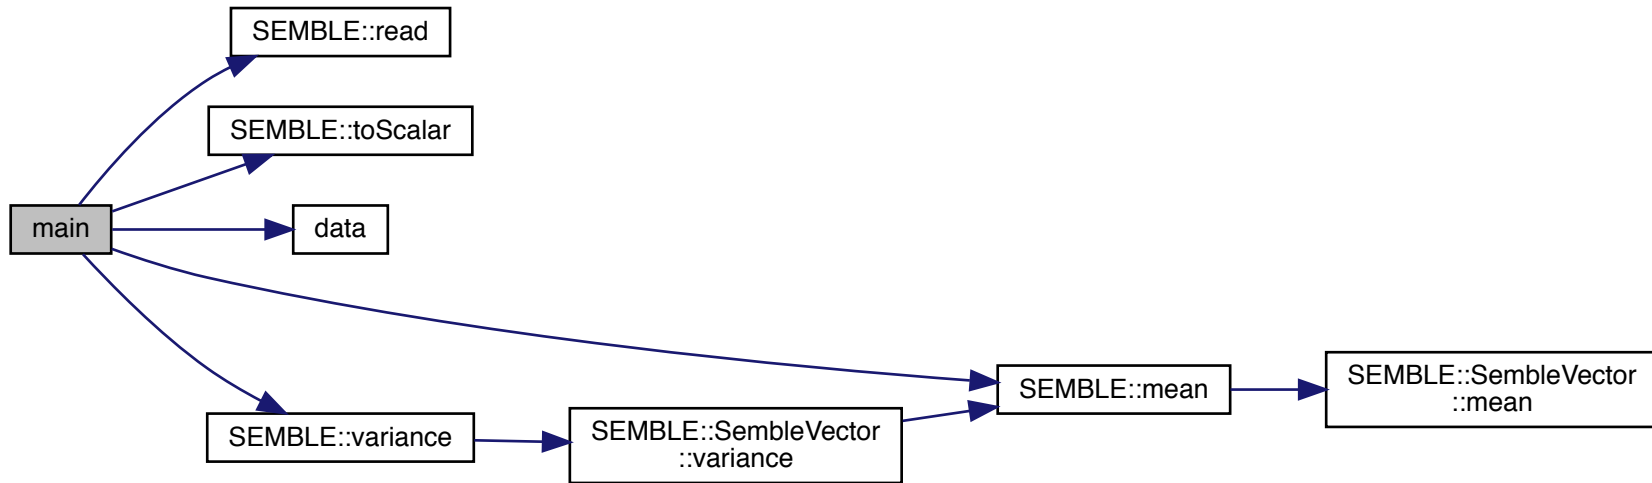 SEMBLE::read
SEMBLE::toScalar
main
data
SEMBLE::mean
SEMBLE::SembleVector
::mean
SEMBLE::variance
SEMBLE::SembleVector
::variance